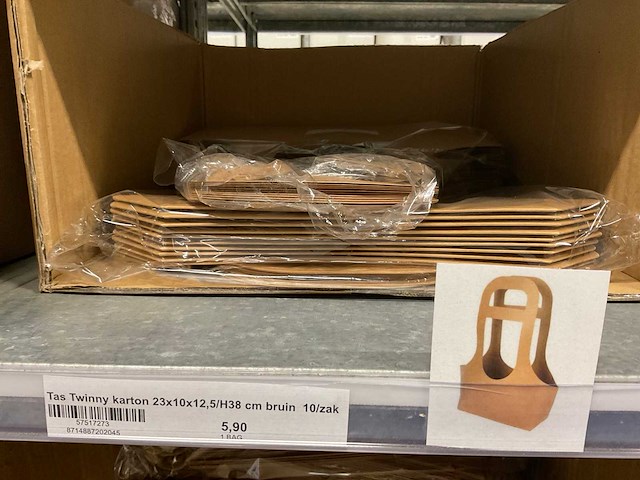 Tas Twinny karton 23x10x12,5/H38 cm bruin 10/zak
57517273
8714887202045
5,90
1 BAG